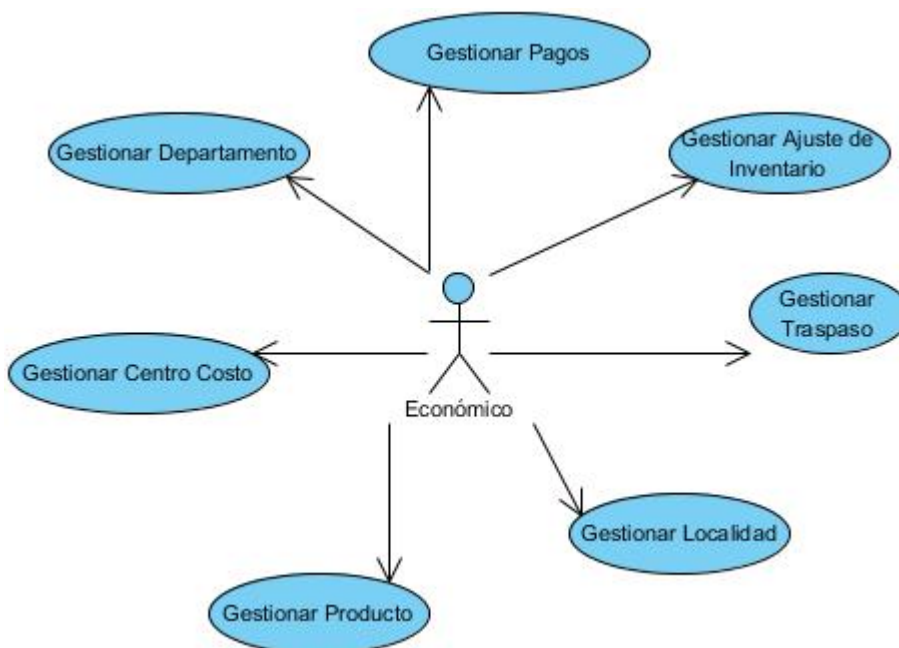 Gestionar Pagos
Gestionar Departamento
Gestionar Ajuste de
Inventario
Gestionar
Traspaso
Gestionar Centro Costo
Económico
Gestionar Localidad
Gestionar Producto